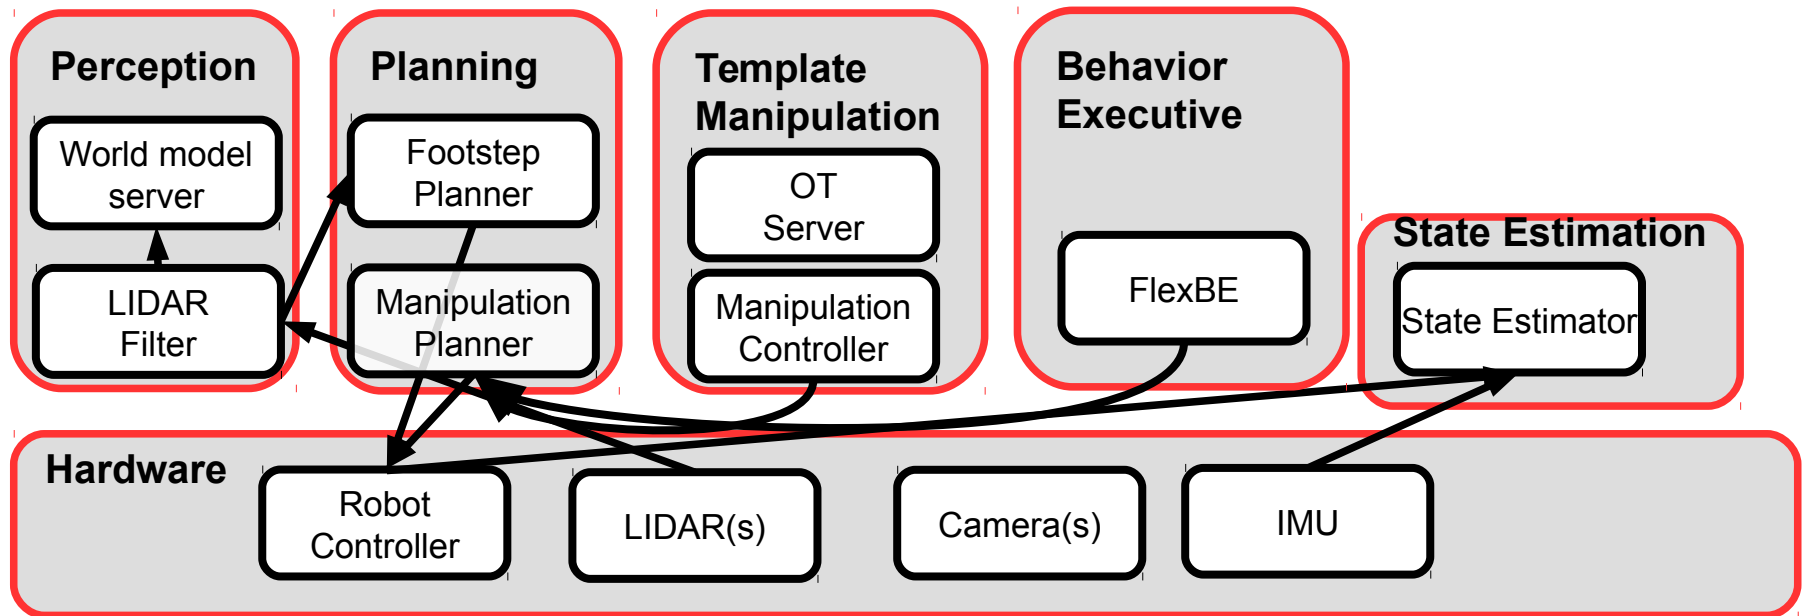 Perception
World model
server
LIDAR
Filter
Planning
Footstep
Planner
Manipulation
Planner
Template
Manipulation
OT
Server
Manipulation
Controller
Behavior
Executive
FlexBE
State Estimation
State Estimator
Hardware
Robot
Controller
LIDAR(s)
Camera(s)
IMU